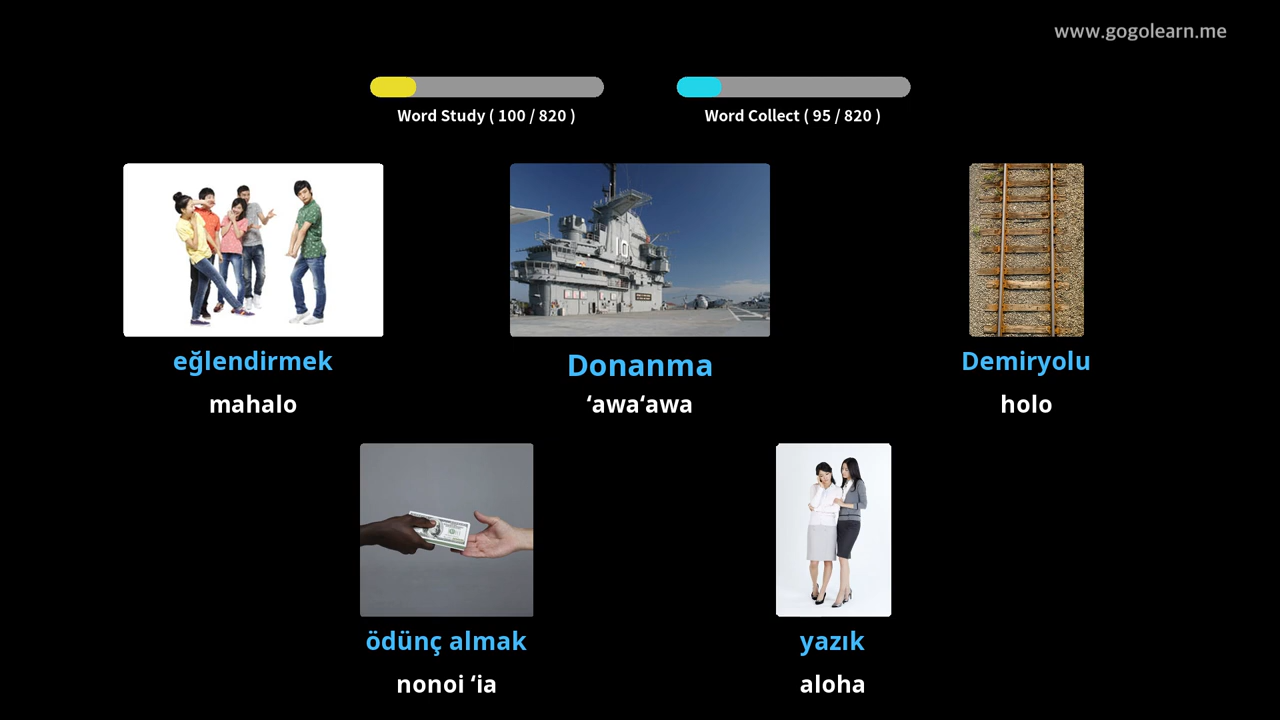 www.gogolearn.me
Word Study ( 100 / 820 )
Word Collect ( 95 / 820 )
10
eğlendirmek
Donanma
Demiryolu
mahalo
ʻawaʻawa
holo
ödünç almak
yazık
nonoi ʻia
aloha